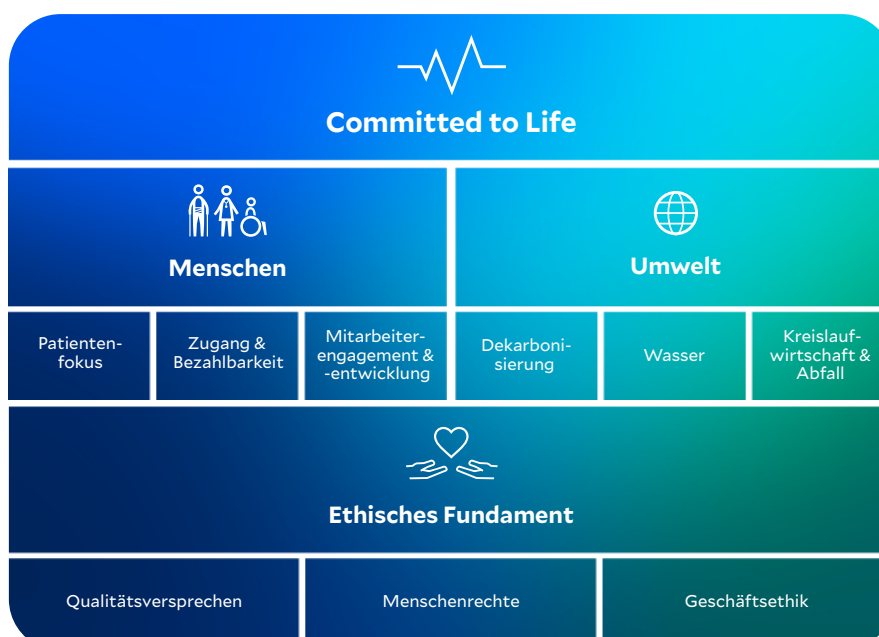 Committed to Life
Menschen
Umwelt
Patienten-
fokus
Zugang &
Bezahlbarkeit
Mitarbeiter-
engagement &
-entwicklung
Dekarboni-
sierung
Wasser
Kreislauf-
wirtschaft &
Abfall
Ethisches Fundament
Qualitätsversprechen
Menschenrechte
Geschäftsethik